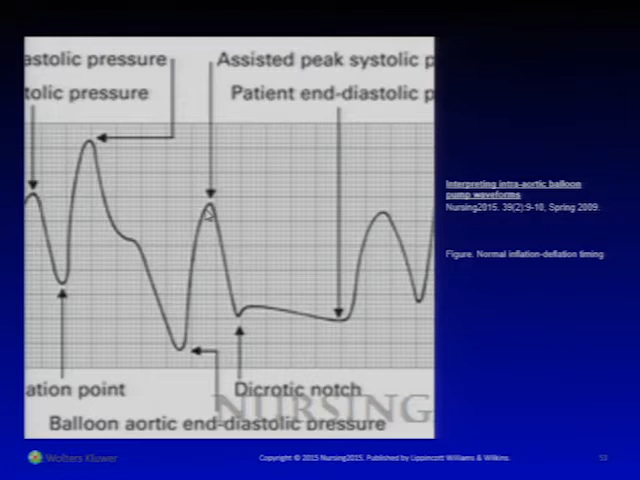 astolic pressure
Assisted peak systolic p
tolic pressure
Patient end-diastolic p
Interpreting intra-aortic balloon
pump waveforms
Nursing2015. 39(2):9-10, Spring 2009.
Figure. Normal inflation-deflation timing
ation point
Dicrotic notch
NURSING
Balloon aortic end-diastolic pressure
Wolters Kluwer
Copyright © 2015 Nursing2015. Published by Lippincott Williams & Wilkins.